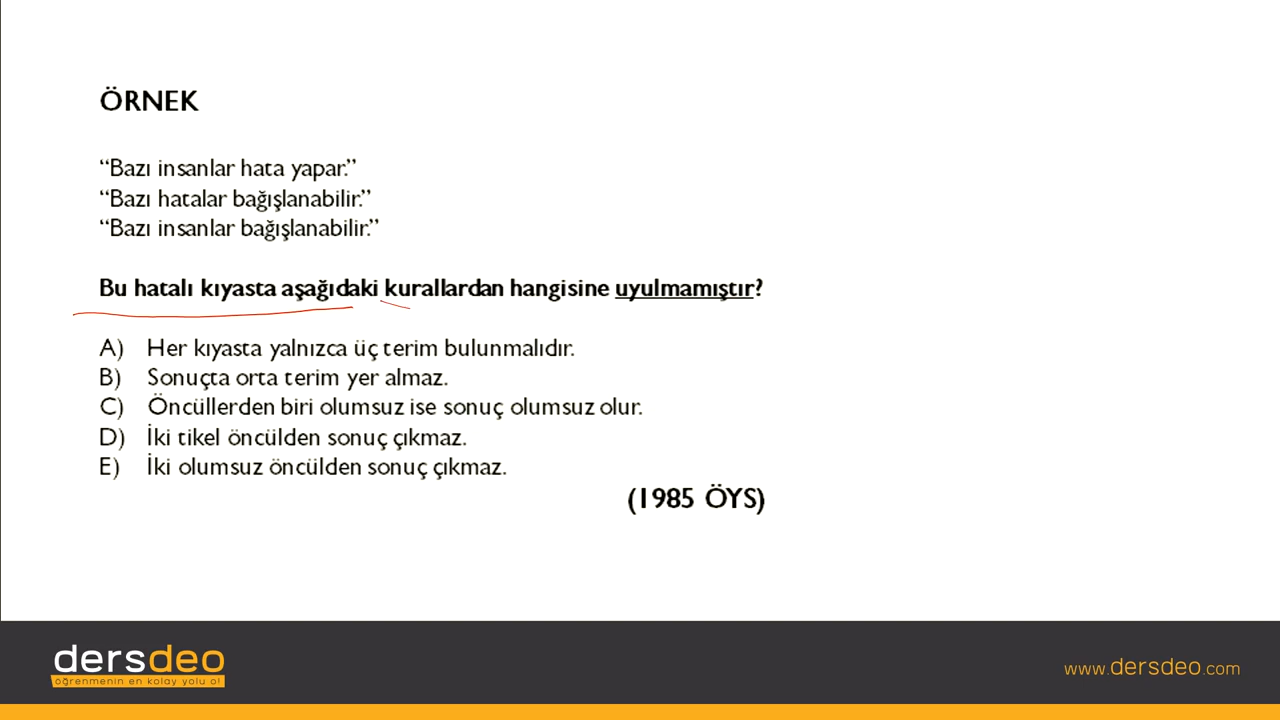 ÖRNEK
“Bazı insanlar hata yapar.”
“Bazı hatalar bağışlanabilir.”
“Bazı insanlar bağışlanabilir.”
Bu hatalı kıyasta aşağıdaki kurallardan hangisine uyulmamıştır?
A) Her kıyasta yalnızca üç terim bulunmalıdır.
B) Sonuçta orta terim yer almaz.
C) Öncüllerden biri olumsuz ise sonuç olumsuz olur.
D) İki tikel öncülden sonuç çıkmaz.
E) İki olumsuz öncülden sonuç çıkmaz.
(1985 ÖYS)
dersdeo
öğrenmenin en kolay yolu o!
www.dersdeo.com